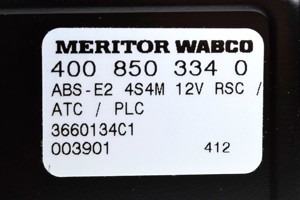 MERITOR WABCO
400 850 334 0
ABS-E2 4S4M 12V RSC /
ATC / PLC
3660134C1
003901 412